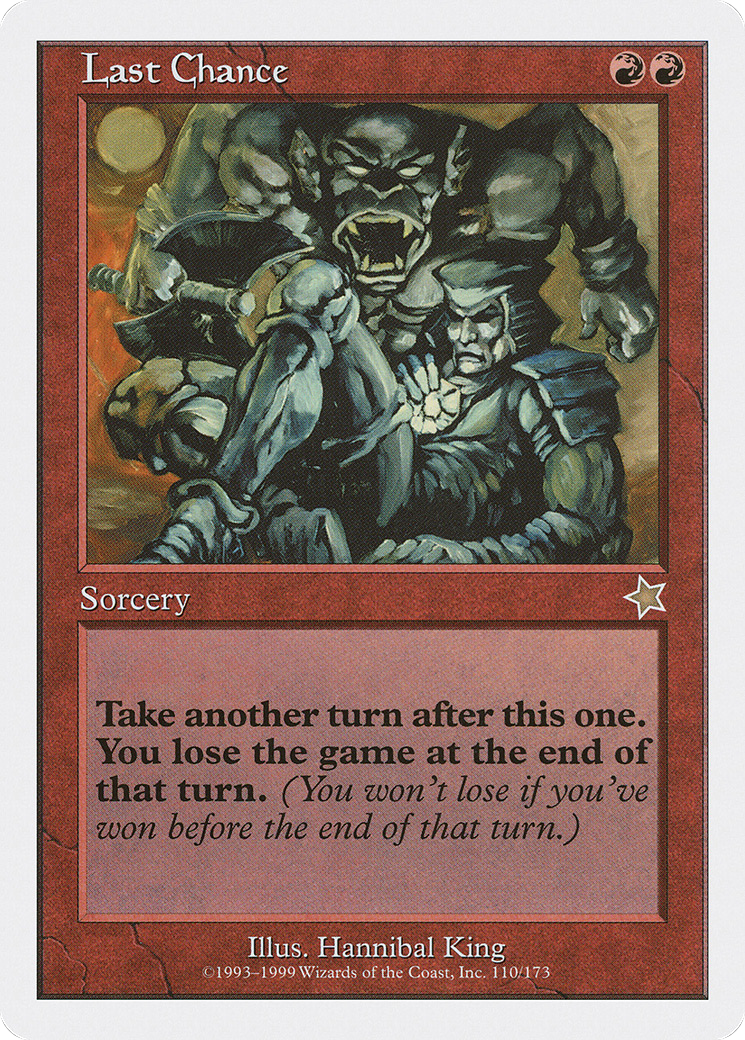 Last Chance
Sorcery
Take another turn after this one.
You lose the game at the end of
that turn. (You won't lose if you've
won before the end of that turn.)
Illus. Hannibal King
©1993–1999 Wizards of the Coast, Inc. 110/173